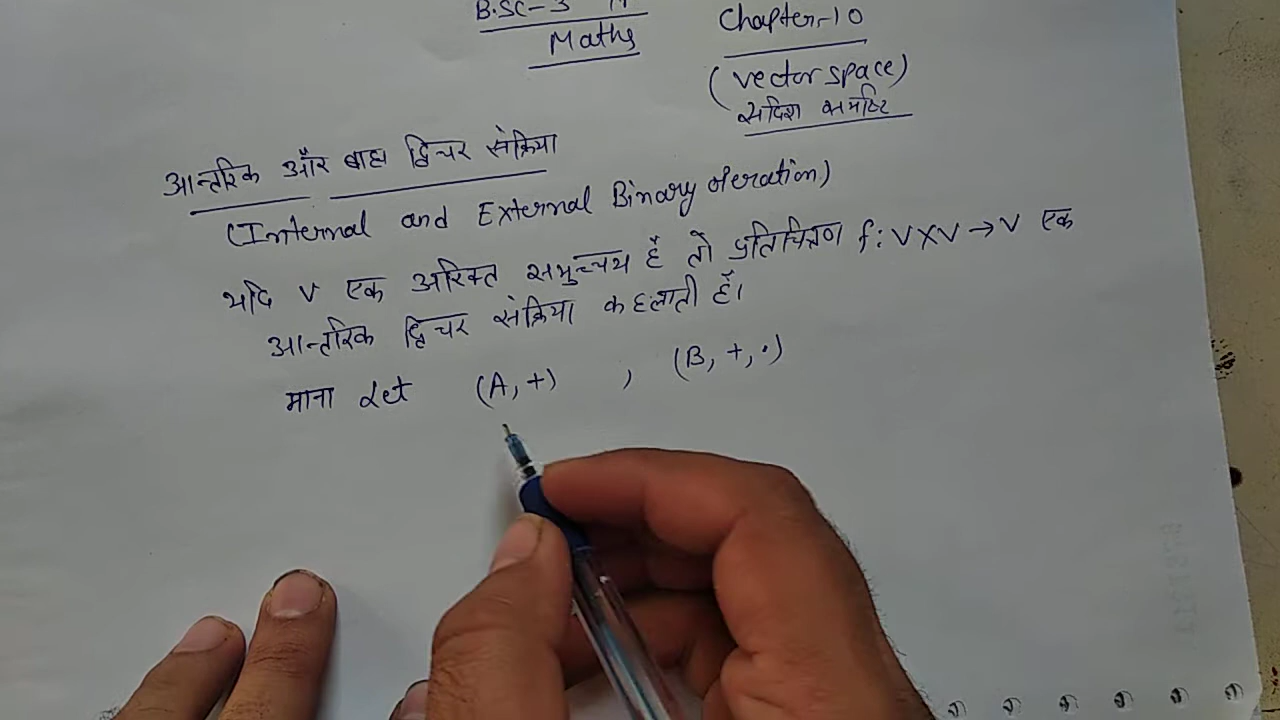 B.SC-3
Maths
Chapter-10
(vector space)
सदिश समष्टि
आन्तरिक और बाह्य द्विचर संक्रिया
(Internal and External Binary operation)
यदि V एक अरिक्त समुच्चय है तो प्रतिचित्रण f: V X V → V एक
आन्तरिक द्विचर संक्रिया कहलाती हैं।
माना Let (A, +) , (B, +, ·)